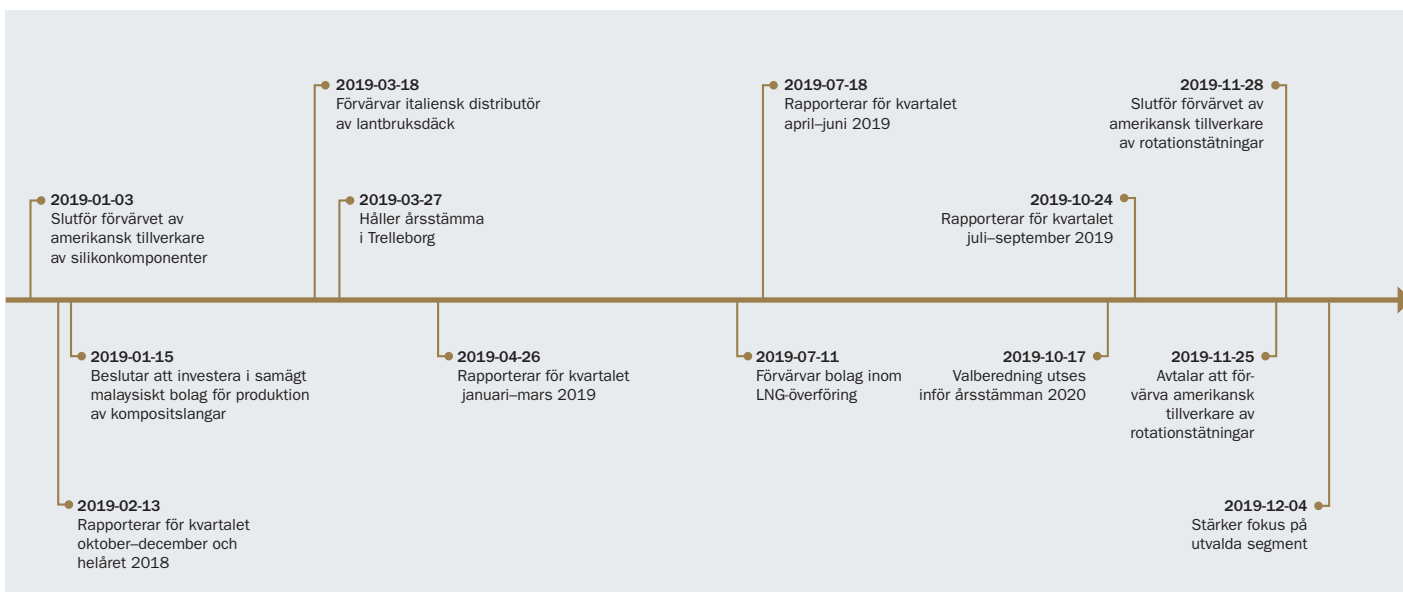 2019-03-18
Förvärvar italiensk distributör
av lantbruksdäck
2019-07-18
Rapporterar för kvartalet
april–juni 2019
2019-11-28
Slutför förvärvet av
amerikansk tillverkare
av rotationstätningar
2019-01-03
Slutför förvärvet av
amerikansk tillverkare
av silikonkomponenter
2019-03-27
Håller årsstämma
i Trelleborg
2019-10-24
Rapporterar för kvartalet
juli–september 2019
2019-01-15
Beslutar att investera i samägt
malaysiskt bolag för produktion
av kompositslangar
2019-04-26
Rapporterar för kvartalet
januari–mars 2019
2019-07-11
Förvärvar bolag inom
LNG-överföring
2019-10-17
Valberedning utses
inför årsstämman 2020
2019-11-25
Avtalar att för-
värva amerikansk
tillverkare av
rotationstätningar
2019-02-13
Rapporterar för kvartalet
oktober–december och
helåret 2018
2019-12-04
Stärker fokus på
utvalda segment